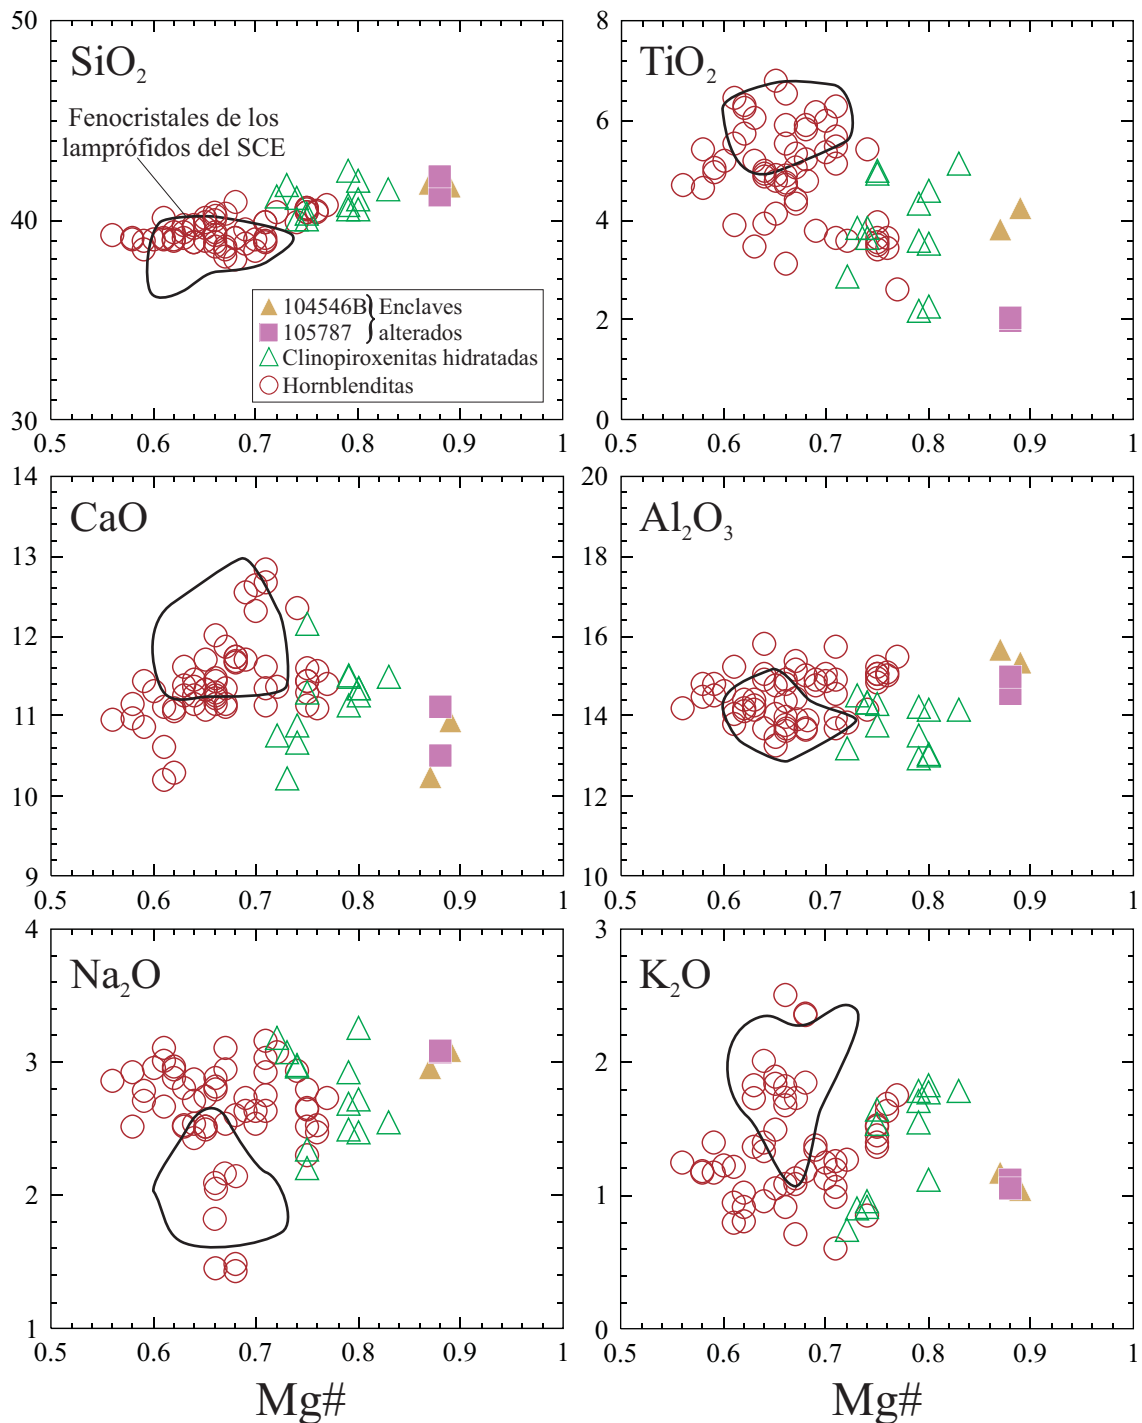 SiO2
50
40
30
Fenocristales de los
lamprófidos del SCE
104546B
105787
Enclaves
alterados
Clinopiroxenitas hidratadas
Hornblenditas
0.5 0.6 0.7 0.8 0.9 1
TiO2
8
6
4
2
0
0.5 0.6 0.7 0.8 0.9 1
CaO
14
13
12
11
10
9
0.5 0.6 0.7 0.8 0.9 1
Al2O3
20
18
16
14
12
10
0.5 0.6 0.7 0.8 0.9 1
Na2O
4
3
2
1
0.5 0.6 0.7 0.8 0.9 1
Mg#
K2O
3
2
1
0
0.5 0.6 0.7 0.8 0.9 1
Mg#